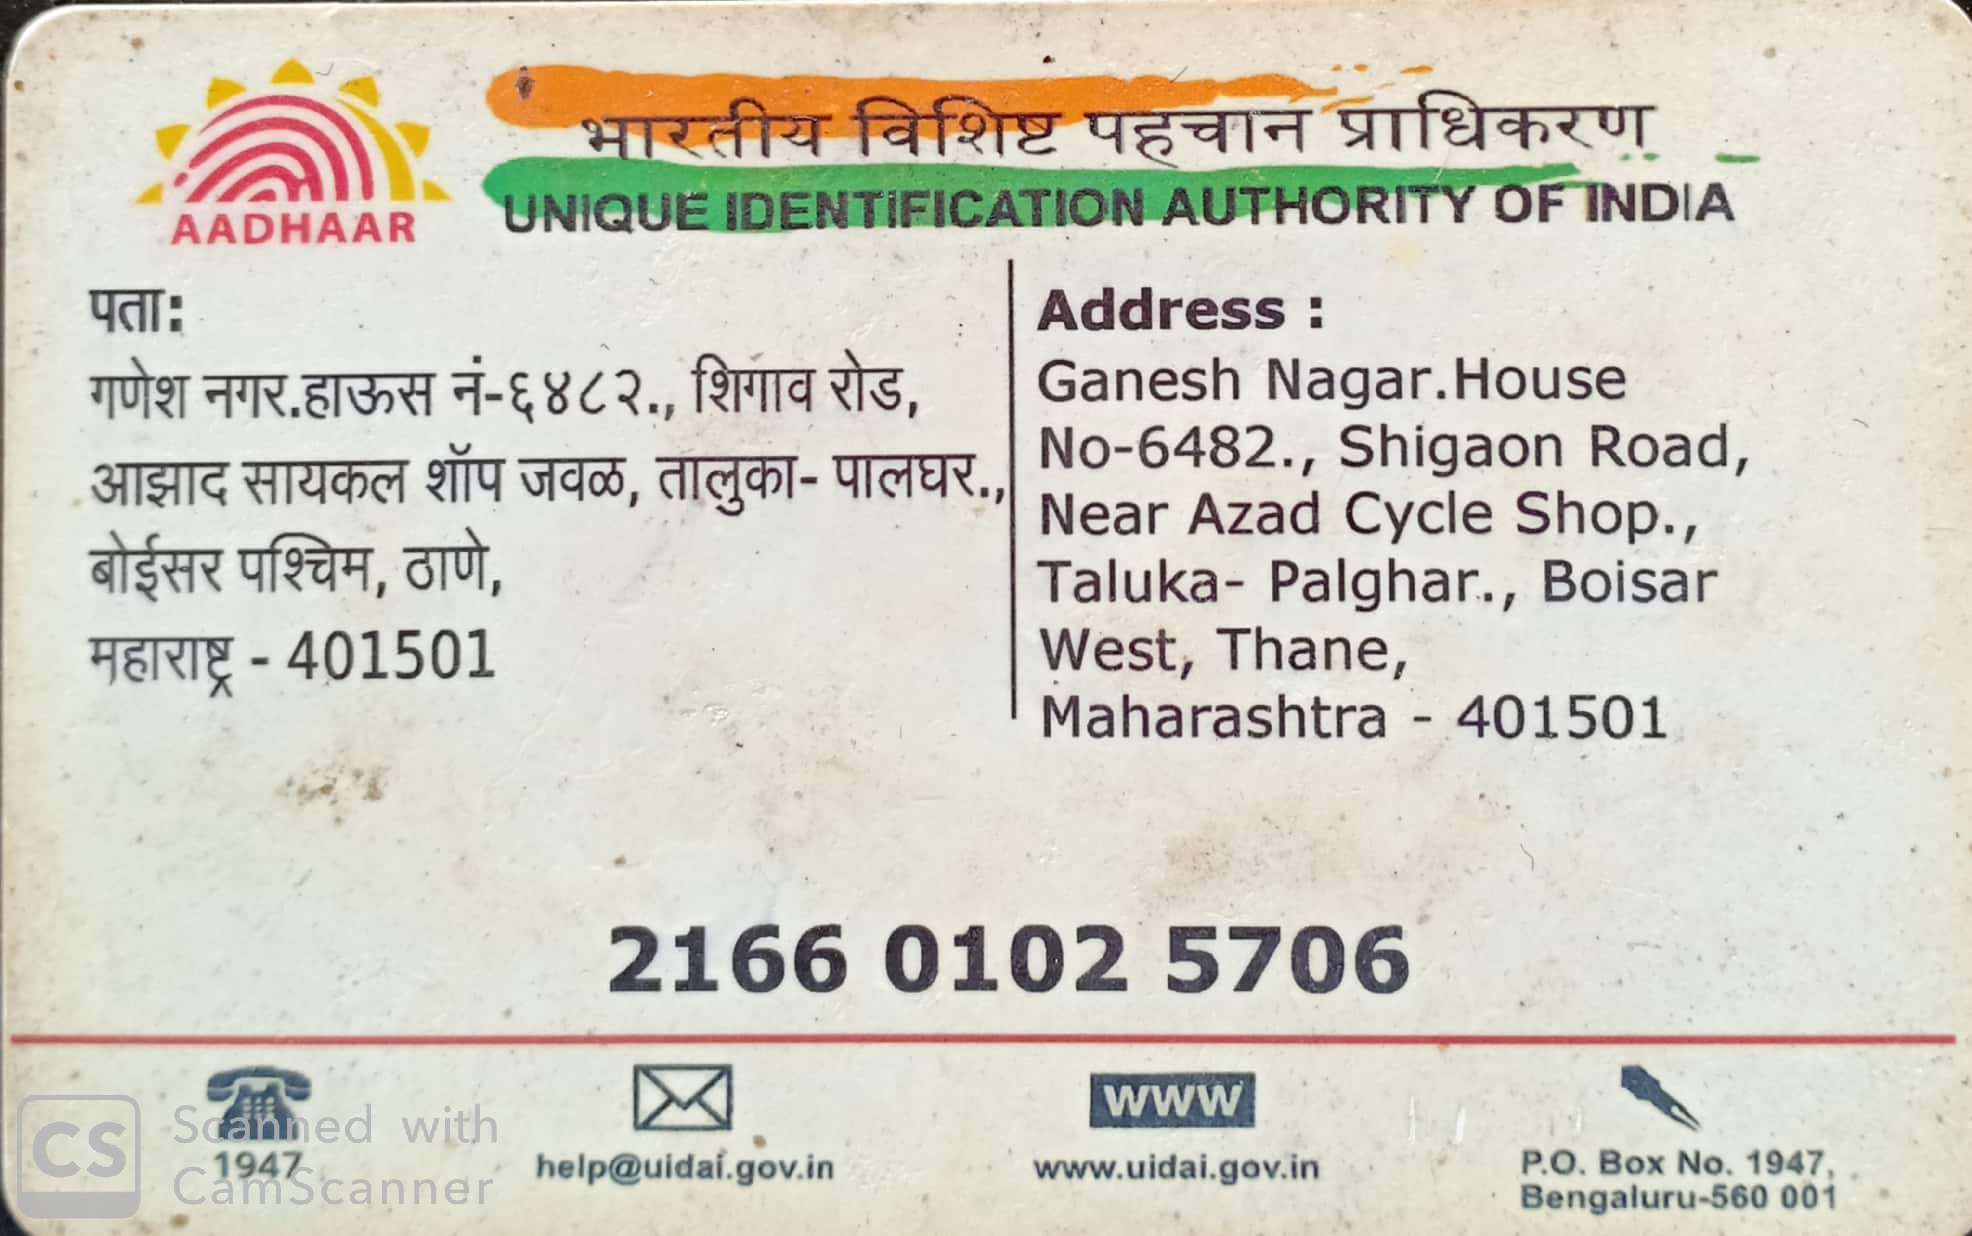 AADHAAR
भारतीय विशिष्ट पहचान प्राधिकरण
UNIQUE IDENTIFICATION AUTHORITY OF INDIA
पता:
गणेश नगर.हाऊस नं-६४८२., शिगाव रोड,
आझाद सायकल शॉप जवळ, तालुका- पालघर.,
बोईसर पश्चिम, ठाणे,
महाराष्ट्र - 401501
Address :
Ganesh Nagar.House
No-6482., Shigaon Road,
Near Azad Cycle Shop.,
Taluka- Palghar., Boisar
West, Thane,
Maharashtra - 401501
2166 0102 5706
1947
help@uidai.gov.in
www
www.uidai.gov.in
P.O. Box No. 1947,
Bengaluru-560 001
CS
Scanned with
CamScanner